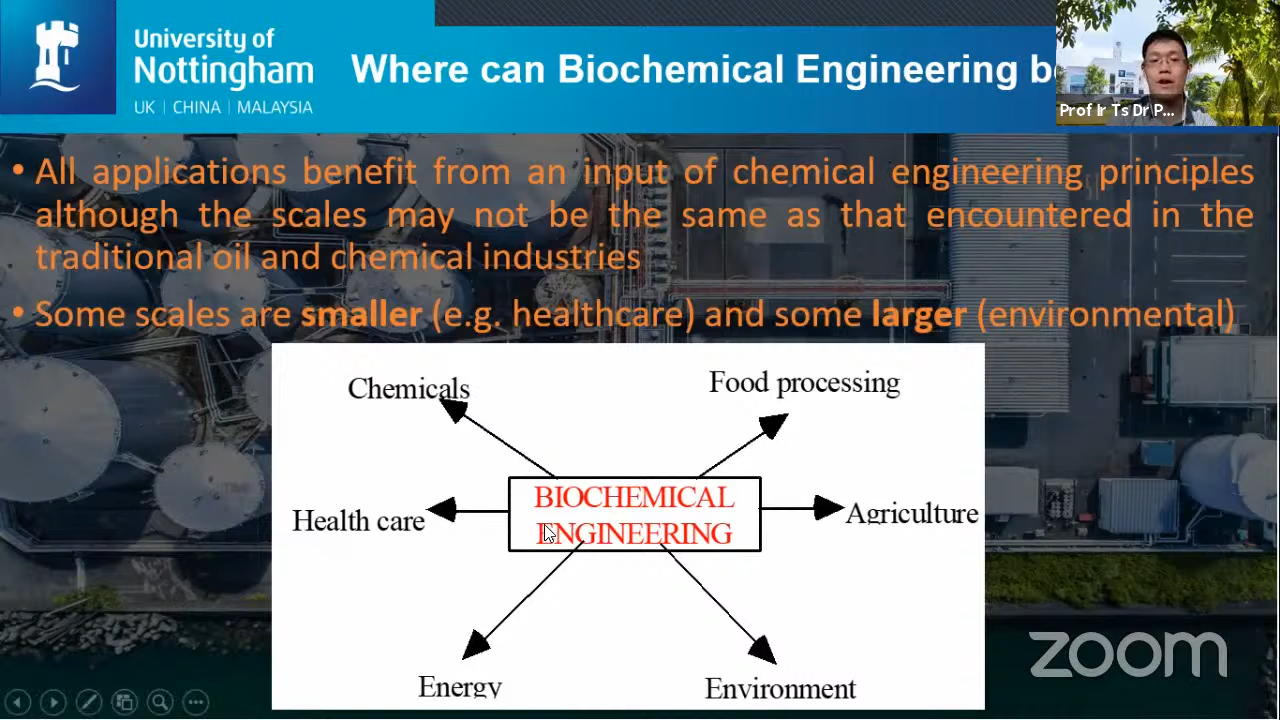 University of
Nottingham
UK | CHINA | MALAYSIA
Where can Biochemical Engineering
Prof Ir Ts Dr P...
• All applications benefit from an input of chemical engineering principles
although the scales may not be the same as that encountered in the
traditional oil and chemical industries
• Some scales are smaller (e.g. healthcare) and some larger (environmental)
Chemicals
Food processing
BIOCHEMICAL
ENGINEERING
Health care
Agriculture
Energy
Environment
zoom